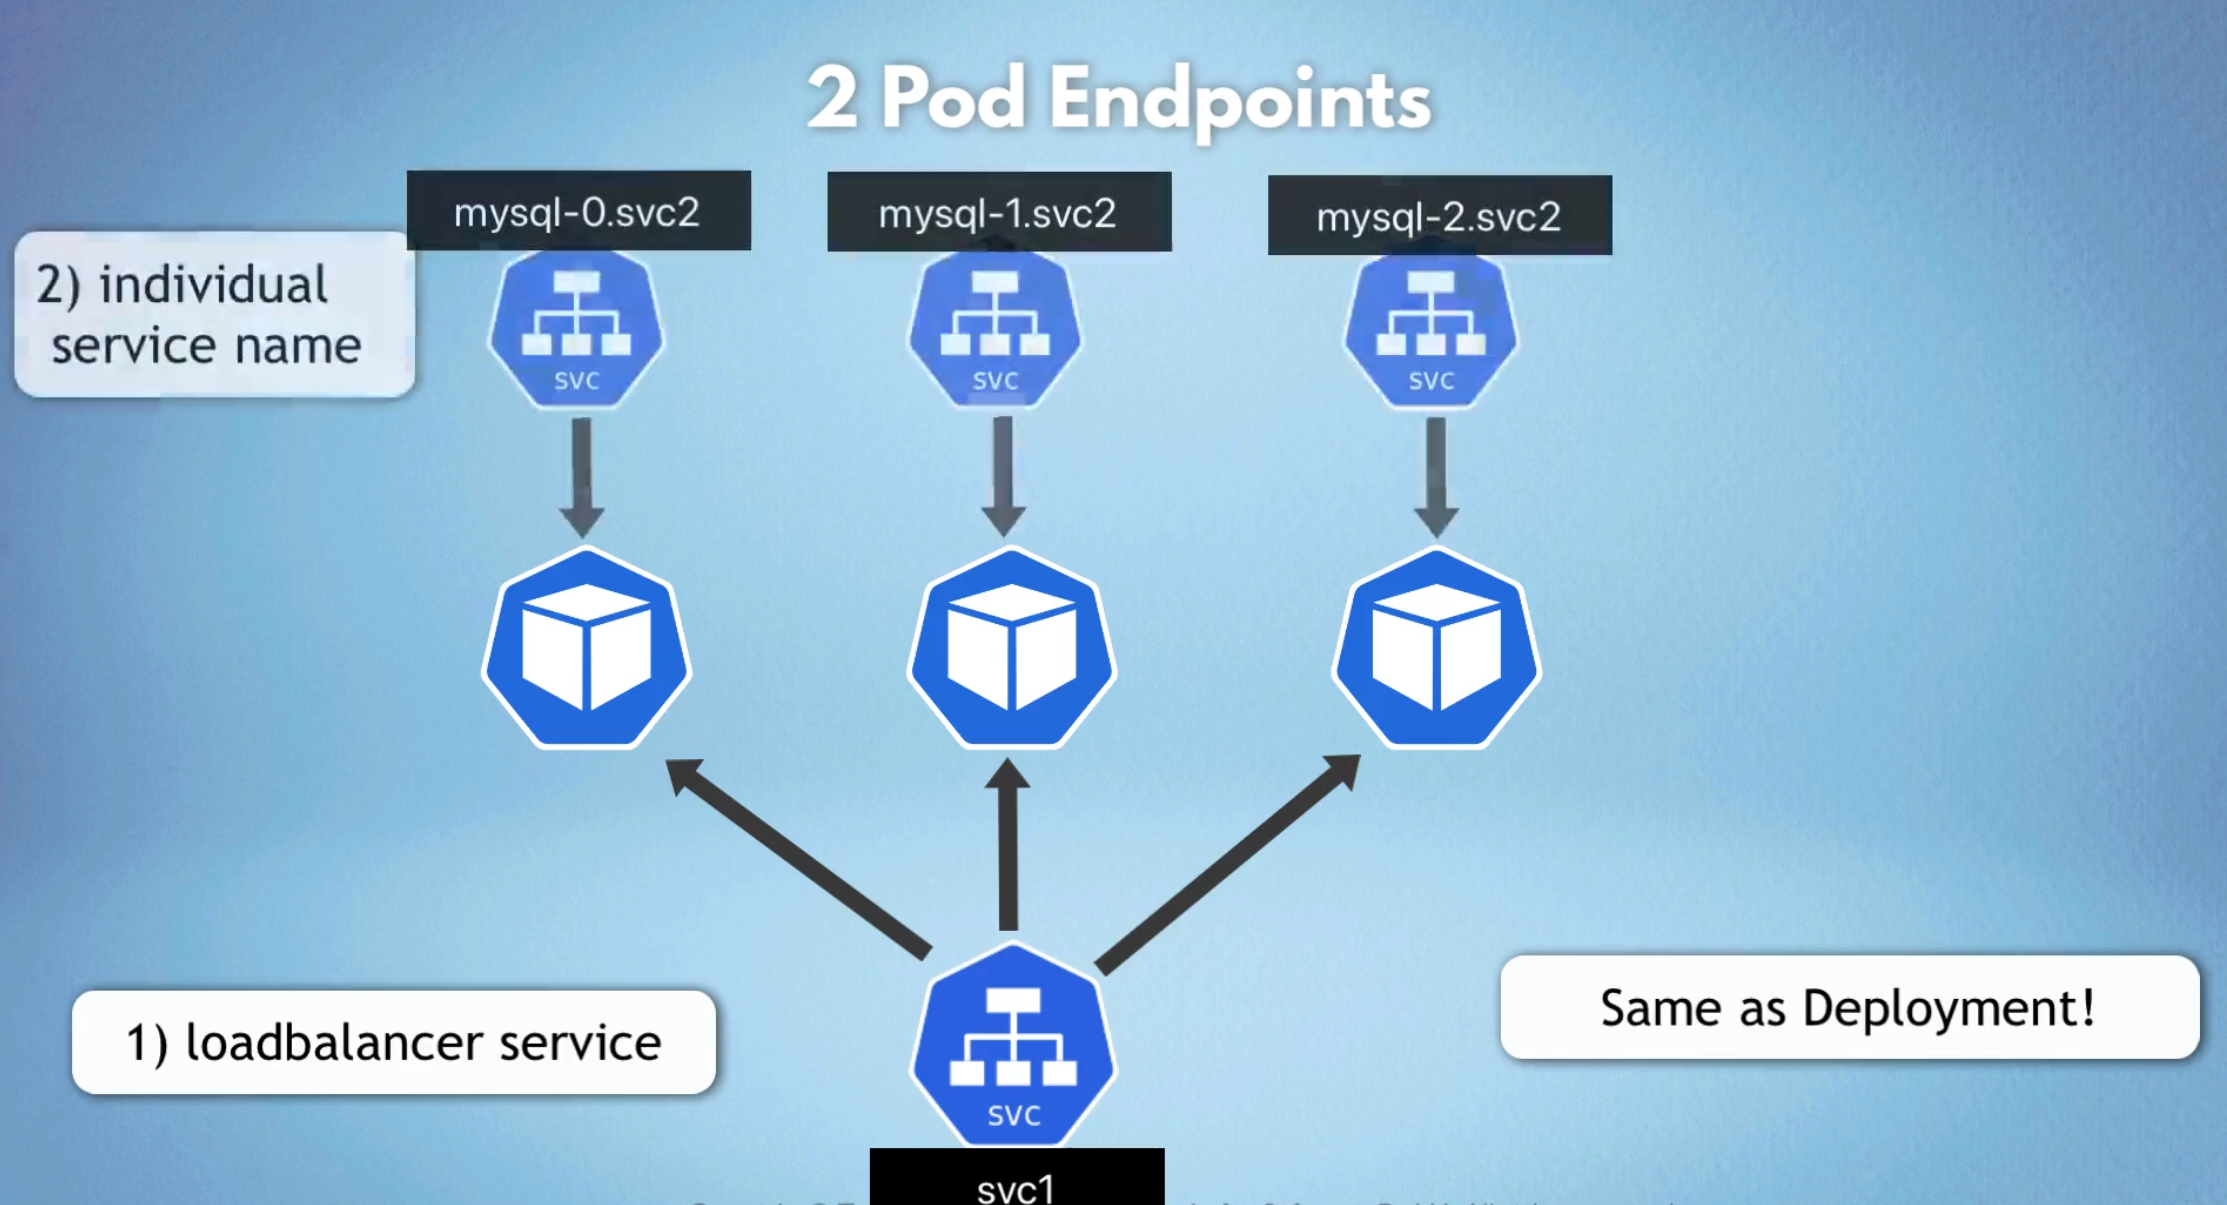 2 Pod Endpoints
mysql-0.svc2
mysql-1.svc2
mysql-2.svc2
2) individual
service name
svc
svc
svc
1) loadbalancer service
Same as Deployment!
svc
svc1